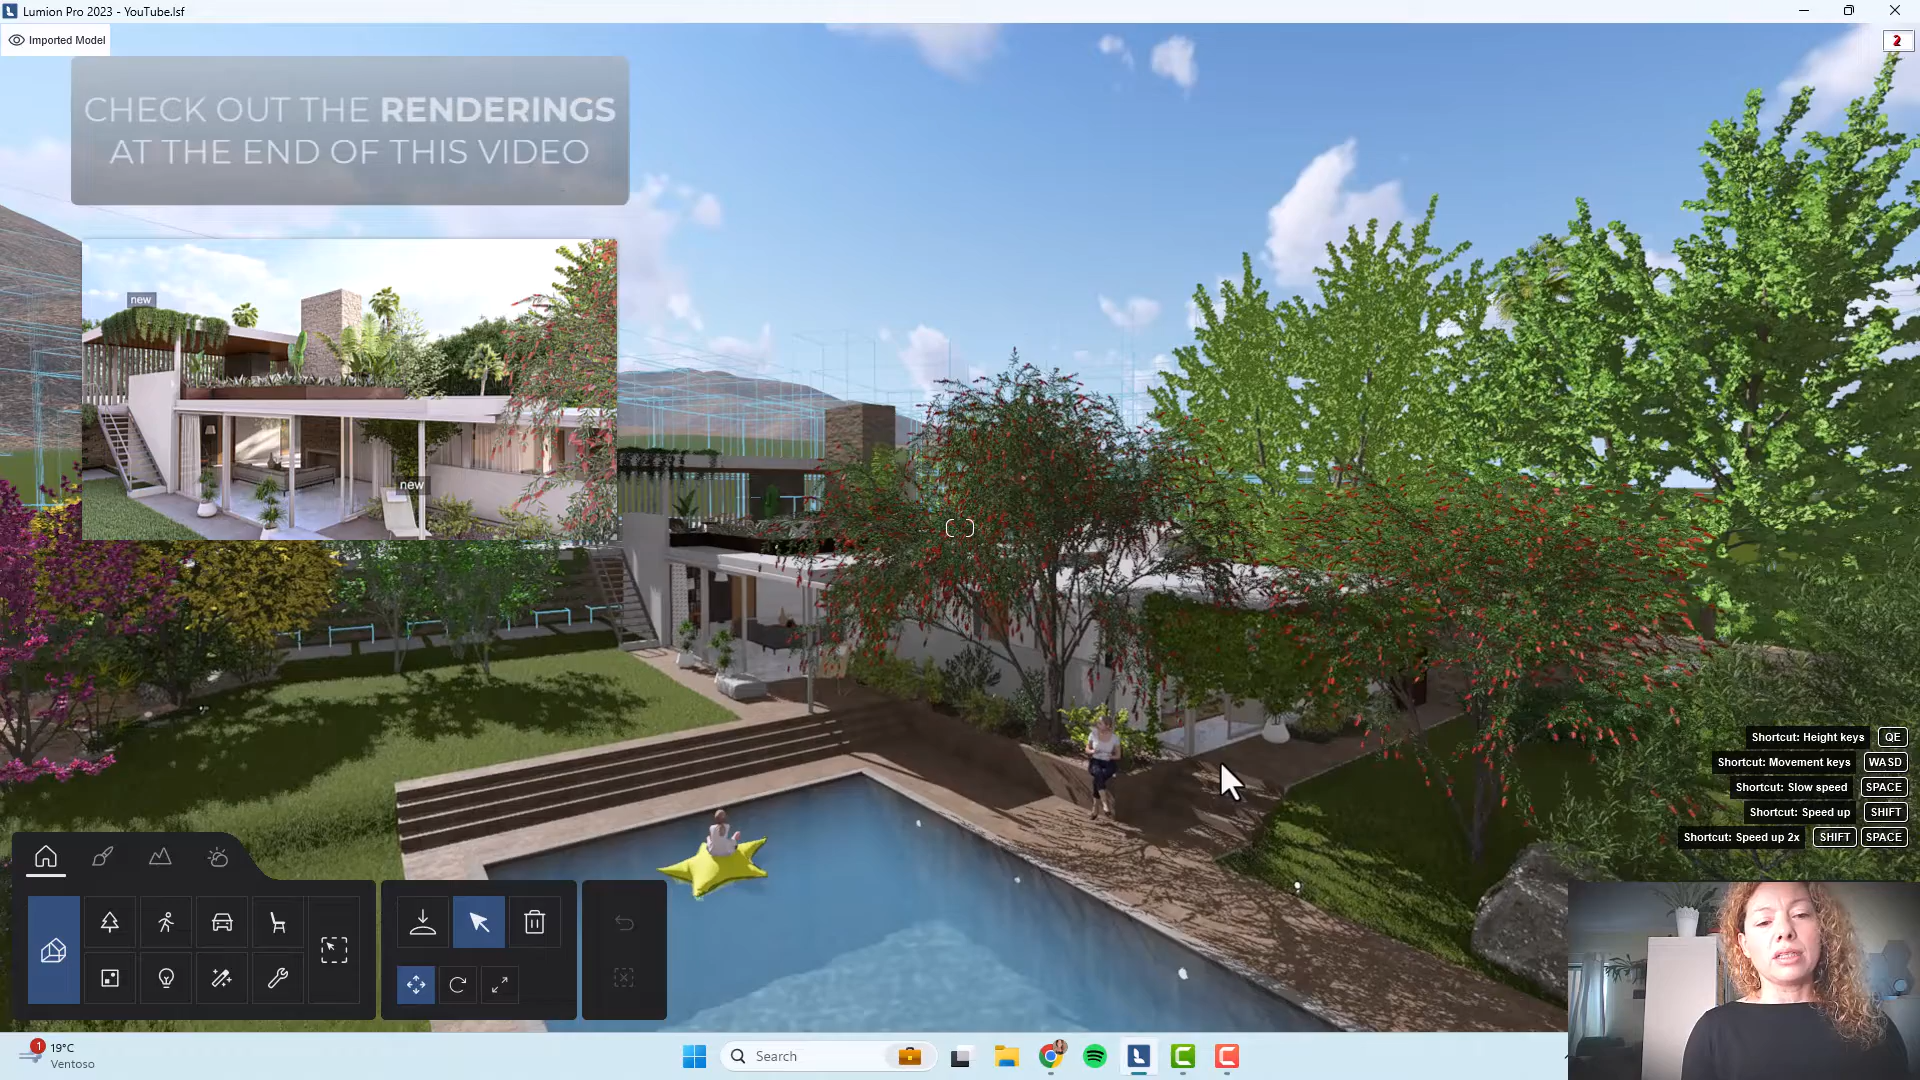 Lumion Pro 2023 - YouTube.lsf
Imported Model
2
CHECK OUT THE RENDERINGS
AT THE END OF THIS VIDEO
new
new
Shortcut: Height keys QE
Shortcut: Movement keys WASD
Shortcut: Slow speed SPACE
Shortcut: Speed up SHIFT
Shortcut: Speed up 2x SHIFT SPACE
1
19°C
Ventoso
Search